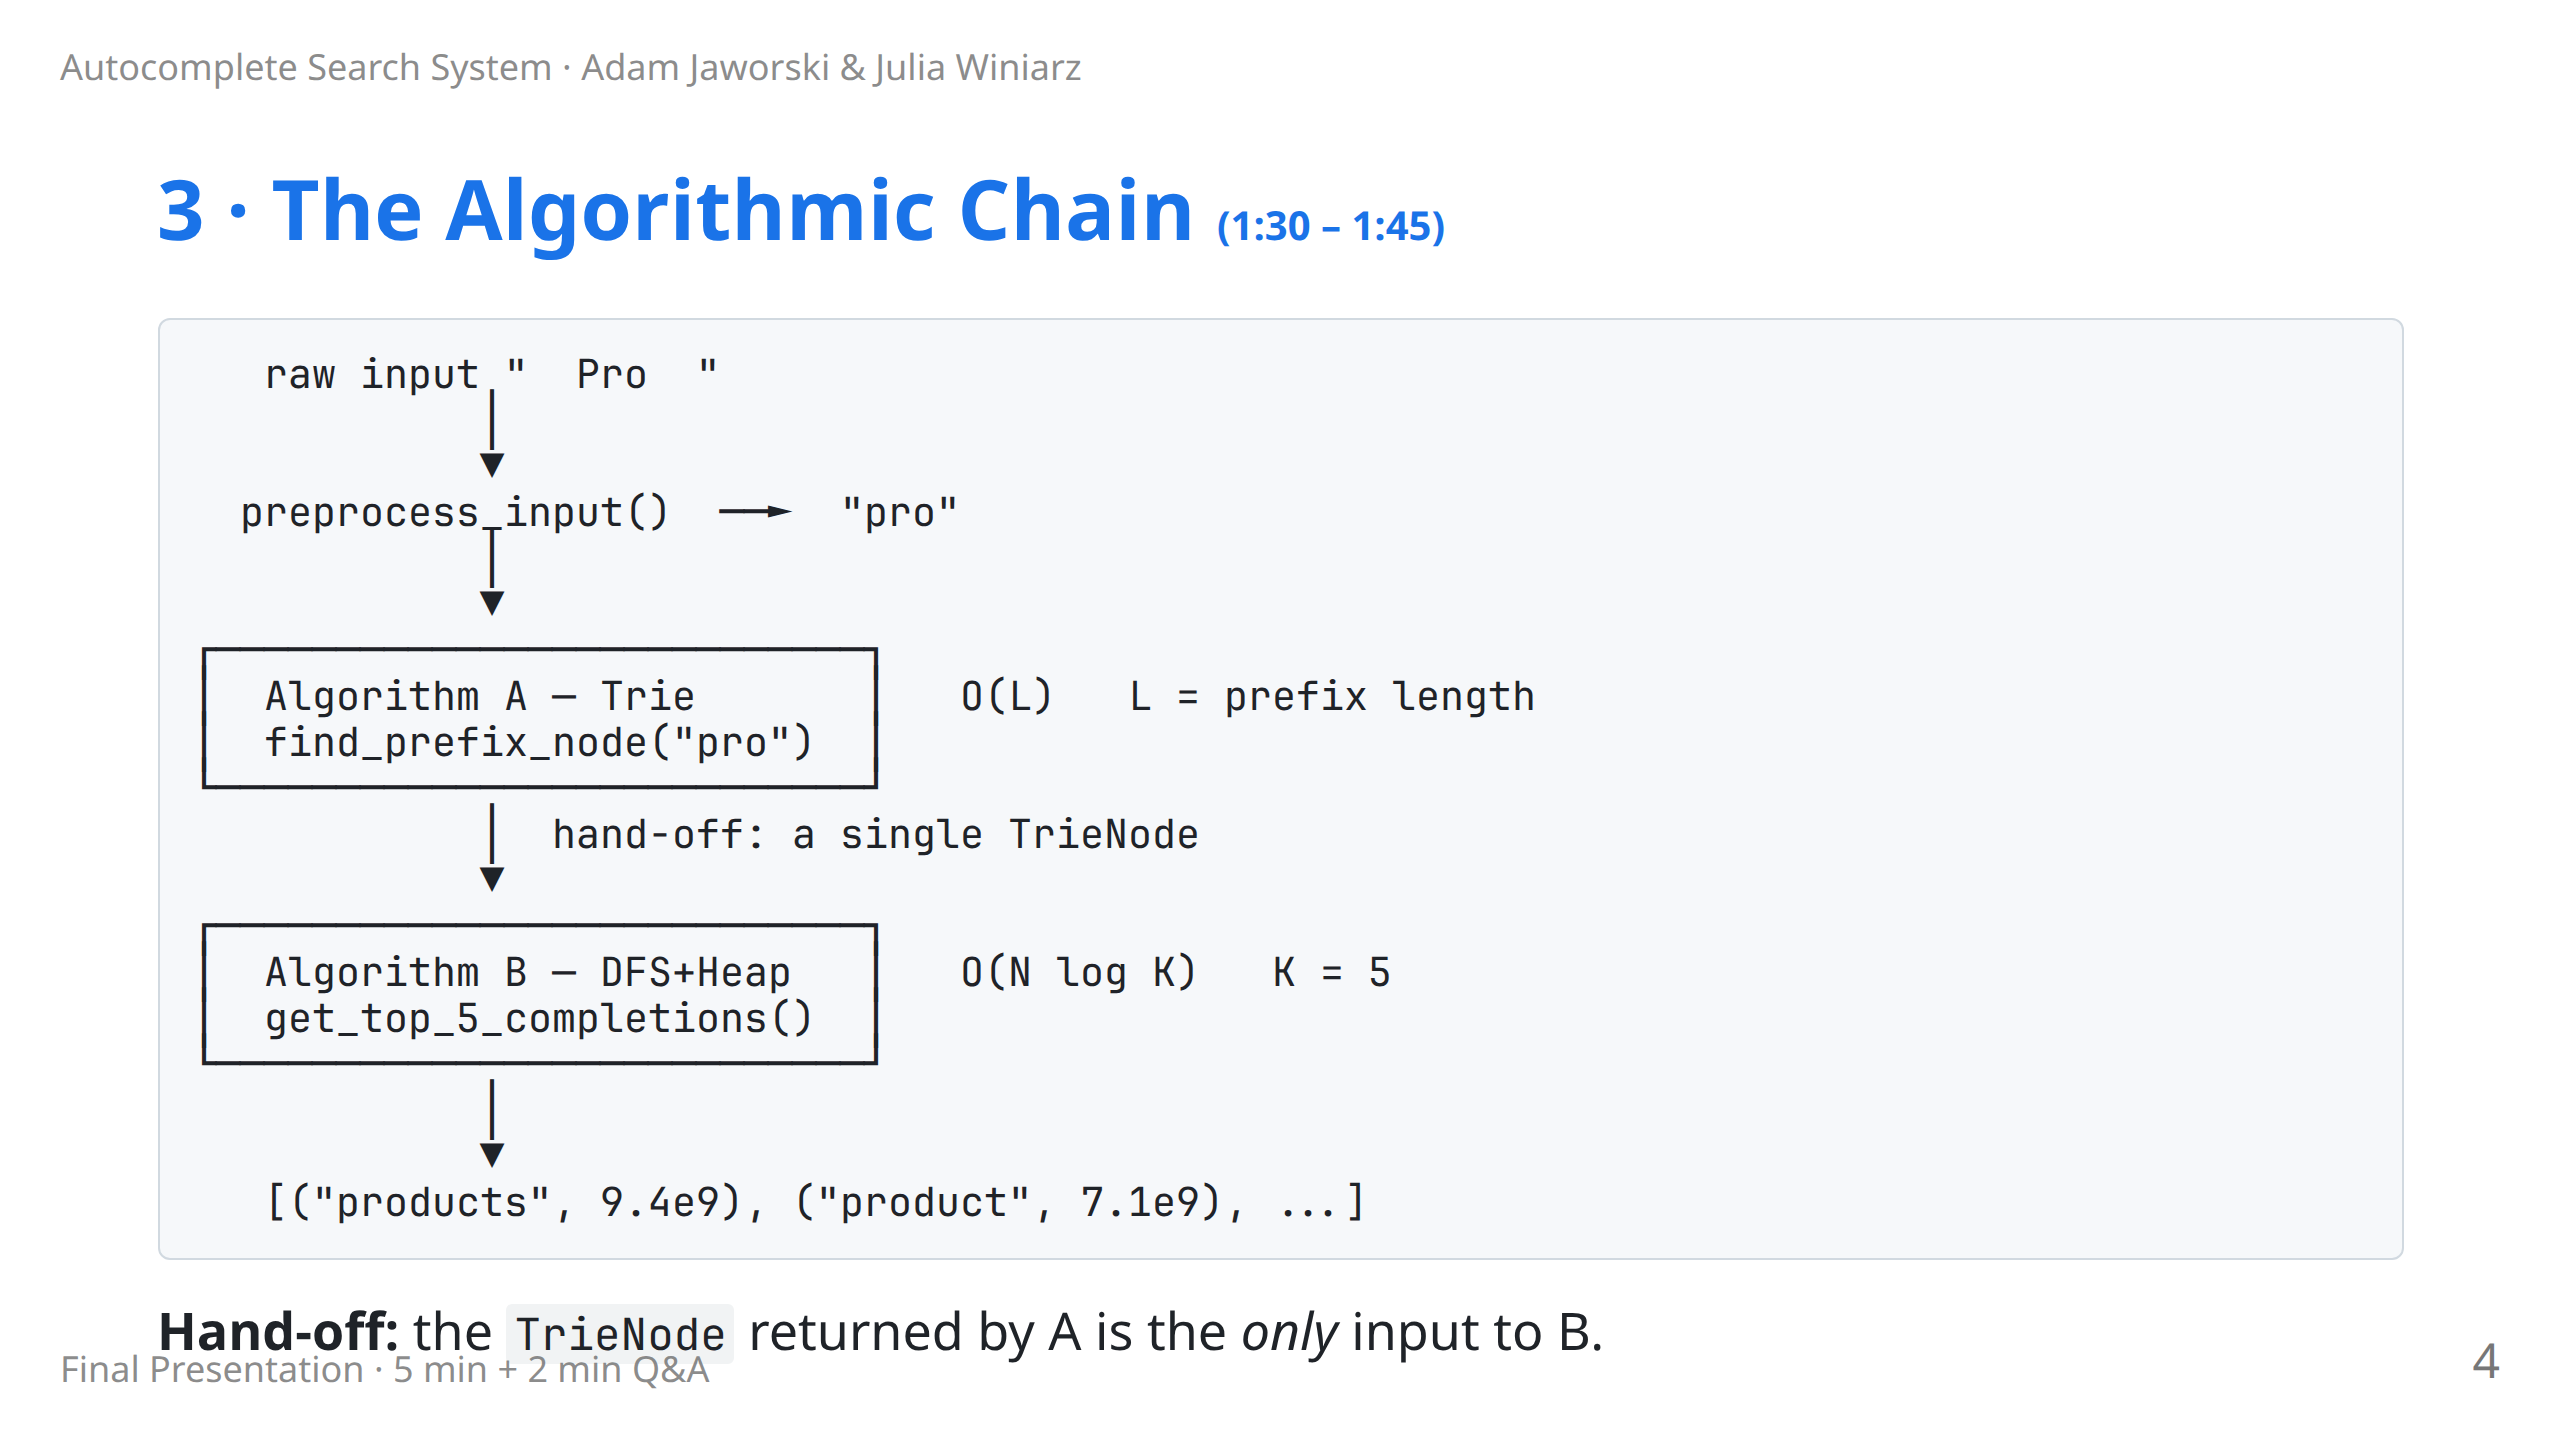 Autocomplete Search System · Adam Jaworski & Julia Winiarz
3 · The Algorithmic Chain (1:30 – 1:45)
raw input "  Pro  "
preprocess_input()  ──►  "pro"
Algorithm A — Trie    O(L)   L = prefix length
find_prefix_node("pro")
hand-off: a single TrieNode
Algorithm B — DFS+Heap    O(N log K)   K = 5
get_top_5_completions()
[("products", 9.4e9), ("product", 7.1e9), ...]
Hand-off: the TrieNode returned by A is the only input to B.
Final Presentation · 5 min + 2 min Q&A
4